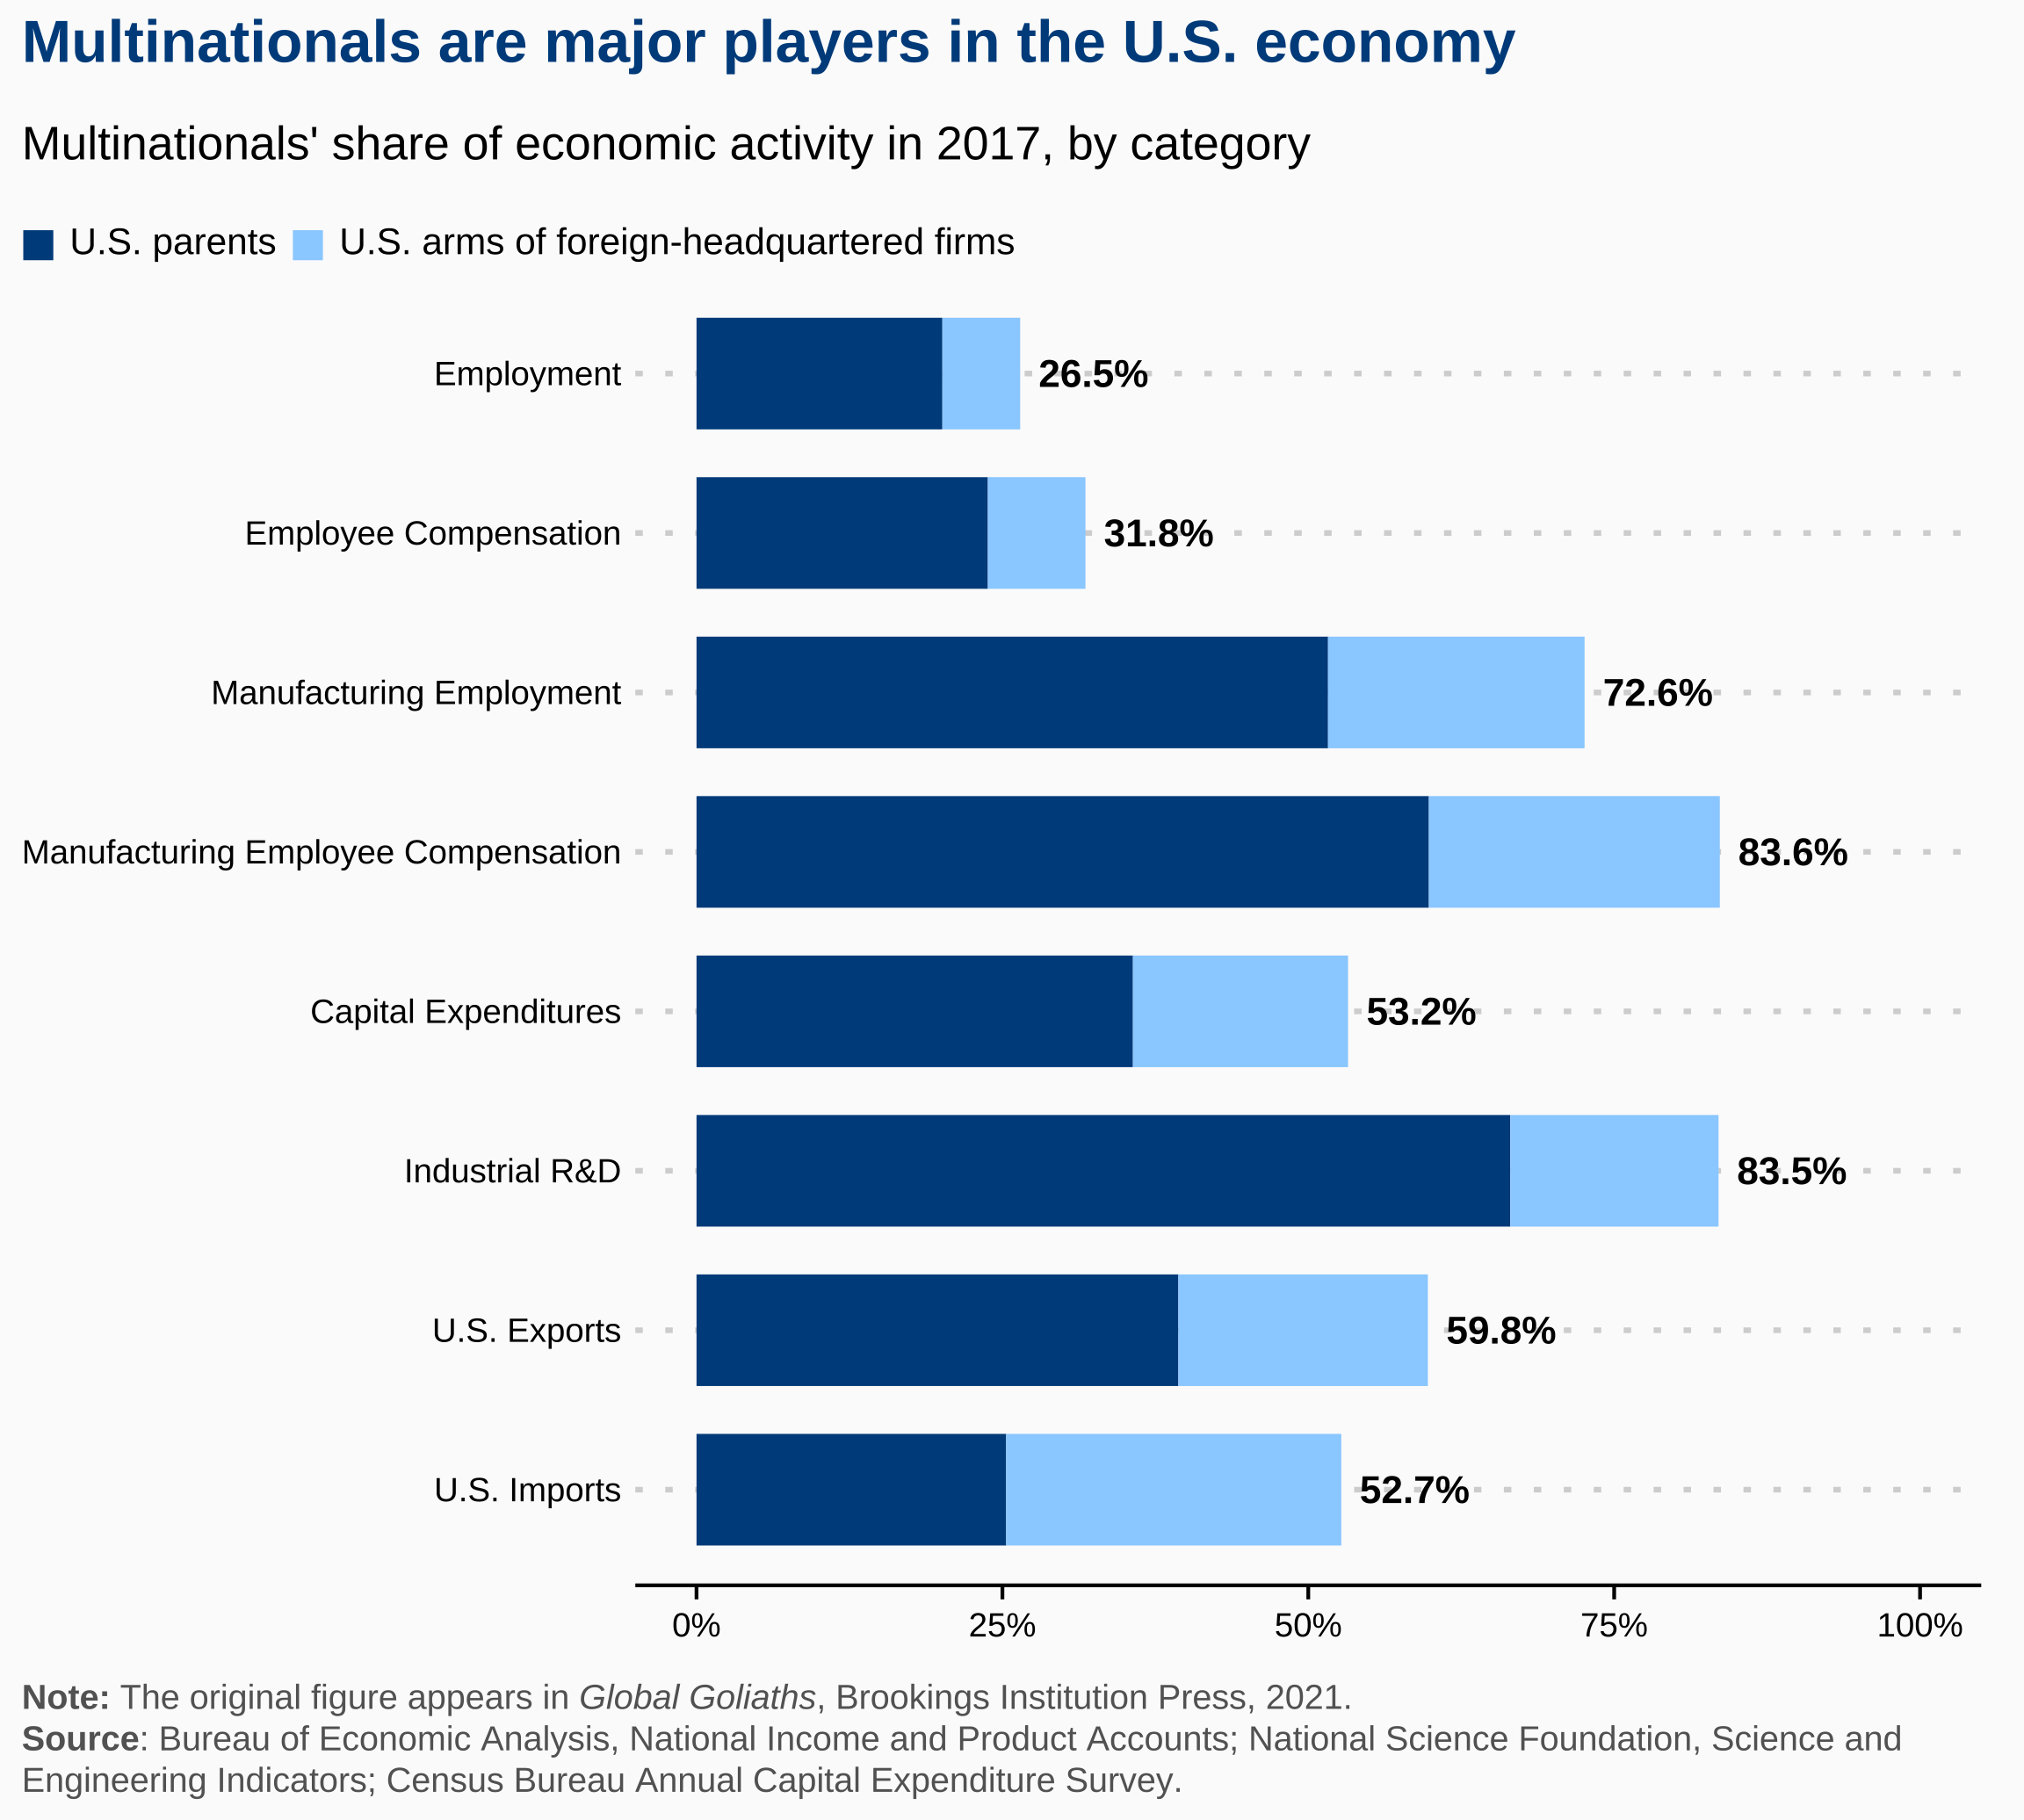 Multinationals are major players in the U.S. economy
Multinationals' share of economic activity in 2017, by category
U.S. parents U.S. arms of foreign-headquartered firms
Employment 26.5%
Employee Compensation 31.8%
Manufacturing Employment 72.6%
Manufacturing Employee Compensation 83.6%
Capital Expenditures 53.2%
Industrial R&D 83.5%
U.S. Exports 59.8%
U.S. Imports 52.7%
0% 25% 50% 75% 100%
Note: The original figure appears in Global Goliaths, Brookings Institution Press, 2021.
Source: Bureau of Economic Analysis, National Income and Product Accounts; National Science Foundation, Science and
Engineering Indicators; Census Bureau Annual Capital Expenditure Survey.